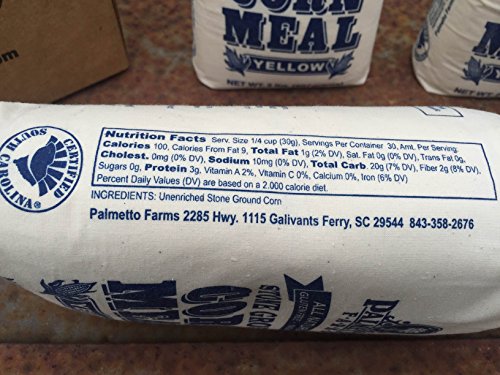 CORN
MEAL
YELLOW
Nutrition Facts Serv. Size 1/4 cup (30g), Servings Per Container 30, Amt. Per Serving:
Calories 100, Calories From Fat 9, Total Fat 1g (2% DV), Sat. Fat 0g (0% DV), Trans Fat 0g,
Cholest. 0mg (0% DV), Sodium 10mg (0% DV), Total Carb. 20g (7% DV), Fiber 2g (8% DV),
Sugars 0g, Protein 3g, Vitamin A 2%, Vitamin C 0%, Calcium 0%, Iron (6% DV)
Percent Daily Values (DV) are based on a 2.000 calorie diet.
INGREDIENTS: Unenriched Stone Ground Corn
Palmetto Farms 2285 Hwy. 1115 Galivants Ferry, SC 29544 843-358-2676
CERTIFIED
SOUTH CAROLINA
ALL NATURAL
GLUTEN FREE